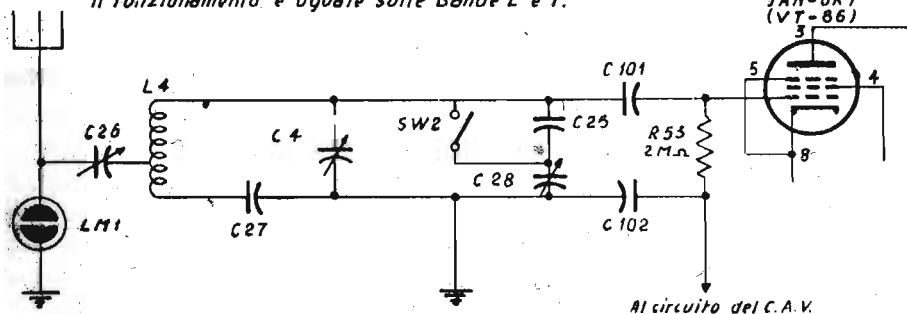 Il funzionamento è uguale sulle Bande L e I.
JAN-6K7
(VT-86)
3
5
4
8
L4
C26
C4
SW2
C25
C28
C101
R53
2MΩ
C27
C102
LM1
Al circuito del C.A.V.